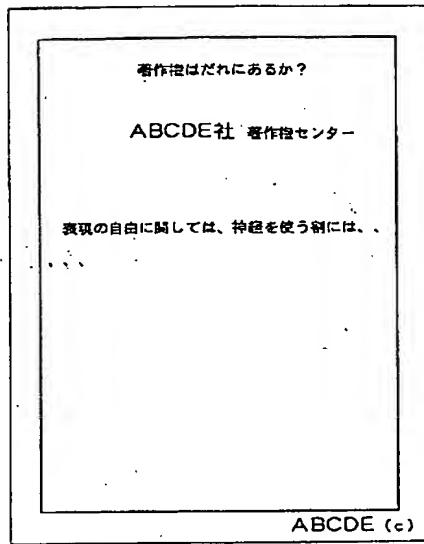 著作権はだれにあるか?
ABCDE社 著作権センター
表現の自由に関しては、神経を使う割には、、
、、、、
ABCDE (c)